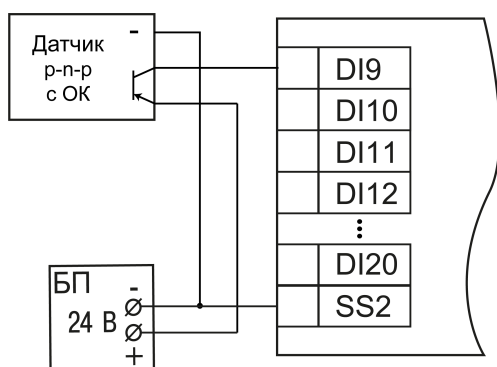 Датчик
p-n-p
с ОК
-
DI9
DI10
DI11
DI12
DI20
SS2
БП
-
24 В
+